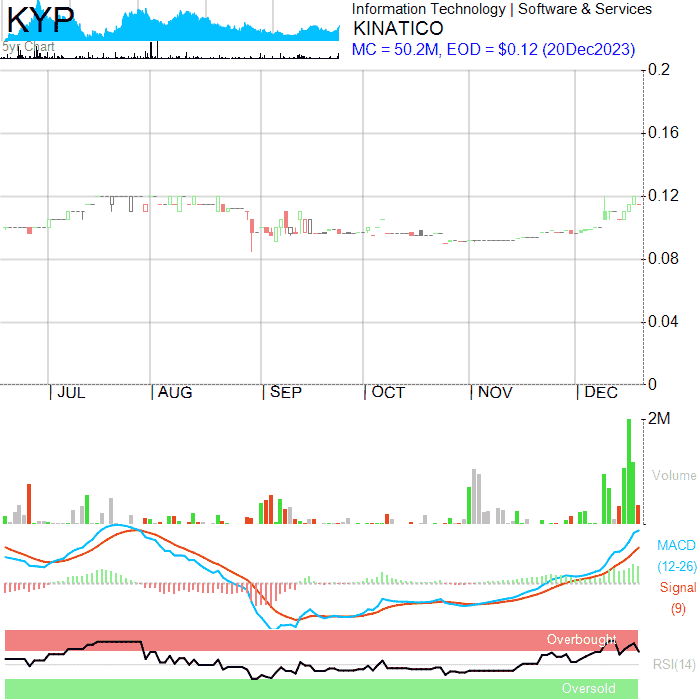 KYP
5yr Chart
Information Technology | Software & Services
KINATICO
MC = 50.2M, EOD = $0.12 (20Dec2023)
0.2
0.16
0.12
0.08
0.04
0
JUL AUG SEP OCT NOV DEC
2M
Volume
MACD
(12-26)
Signal
(9)
Overbought
RSI(14)
Oversold